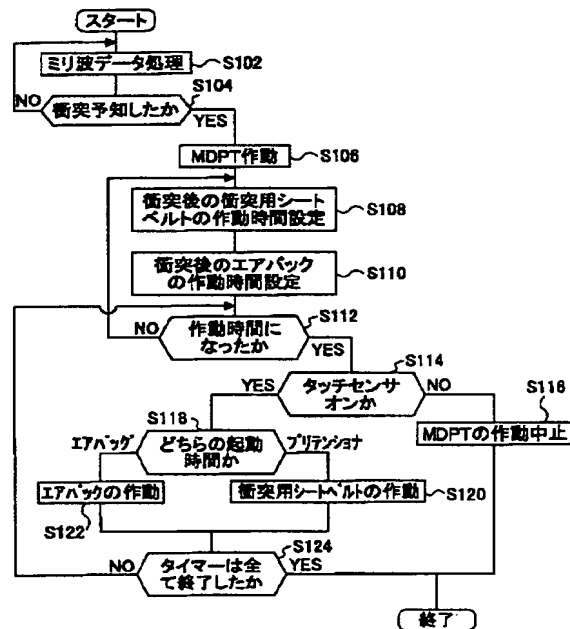 スタート
ミリ波データ処理
S102
S104
NO
衝突予知したか
YES
MDPT作動
S106
衝突後の衝突用シート
ベルトの作動時間設定
S108
衝突後のエアバック
の作動時間設定
S110
S112
NO
作動時間に
なったか
YES
S114
YES
タッチセンサ
オンか
NO
S116
MDPTの作動中止
S118
エアバッグ
どちらの起動
時間か
プリテンショナ
エアバックの作動
S122
衝突用シートベルトの作動
S120
S124
NO
タイマーは全
て終了したか
YES
終了